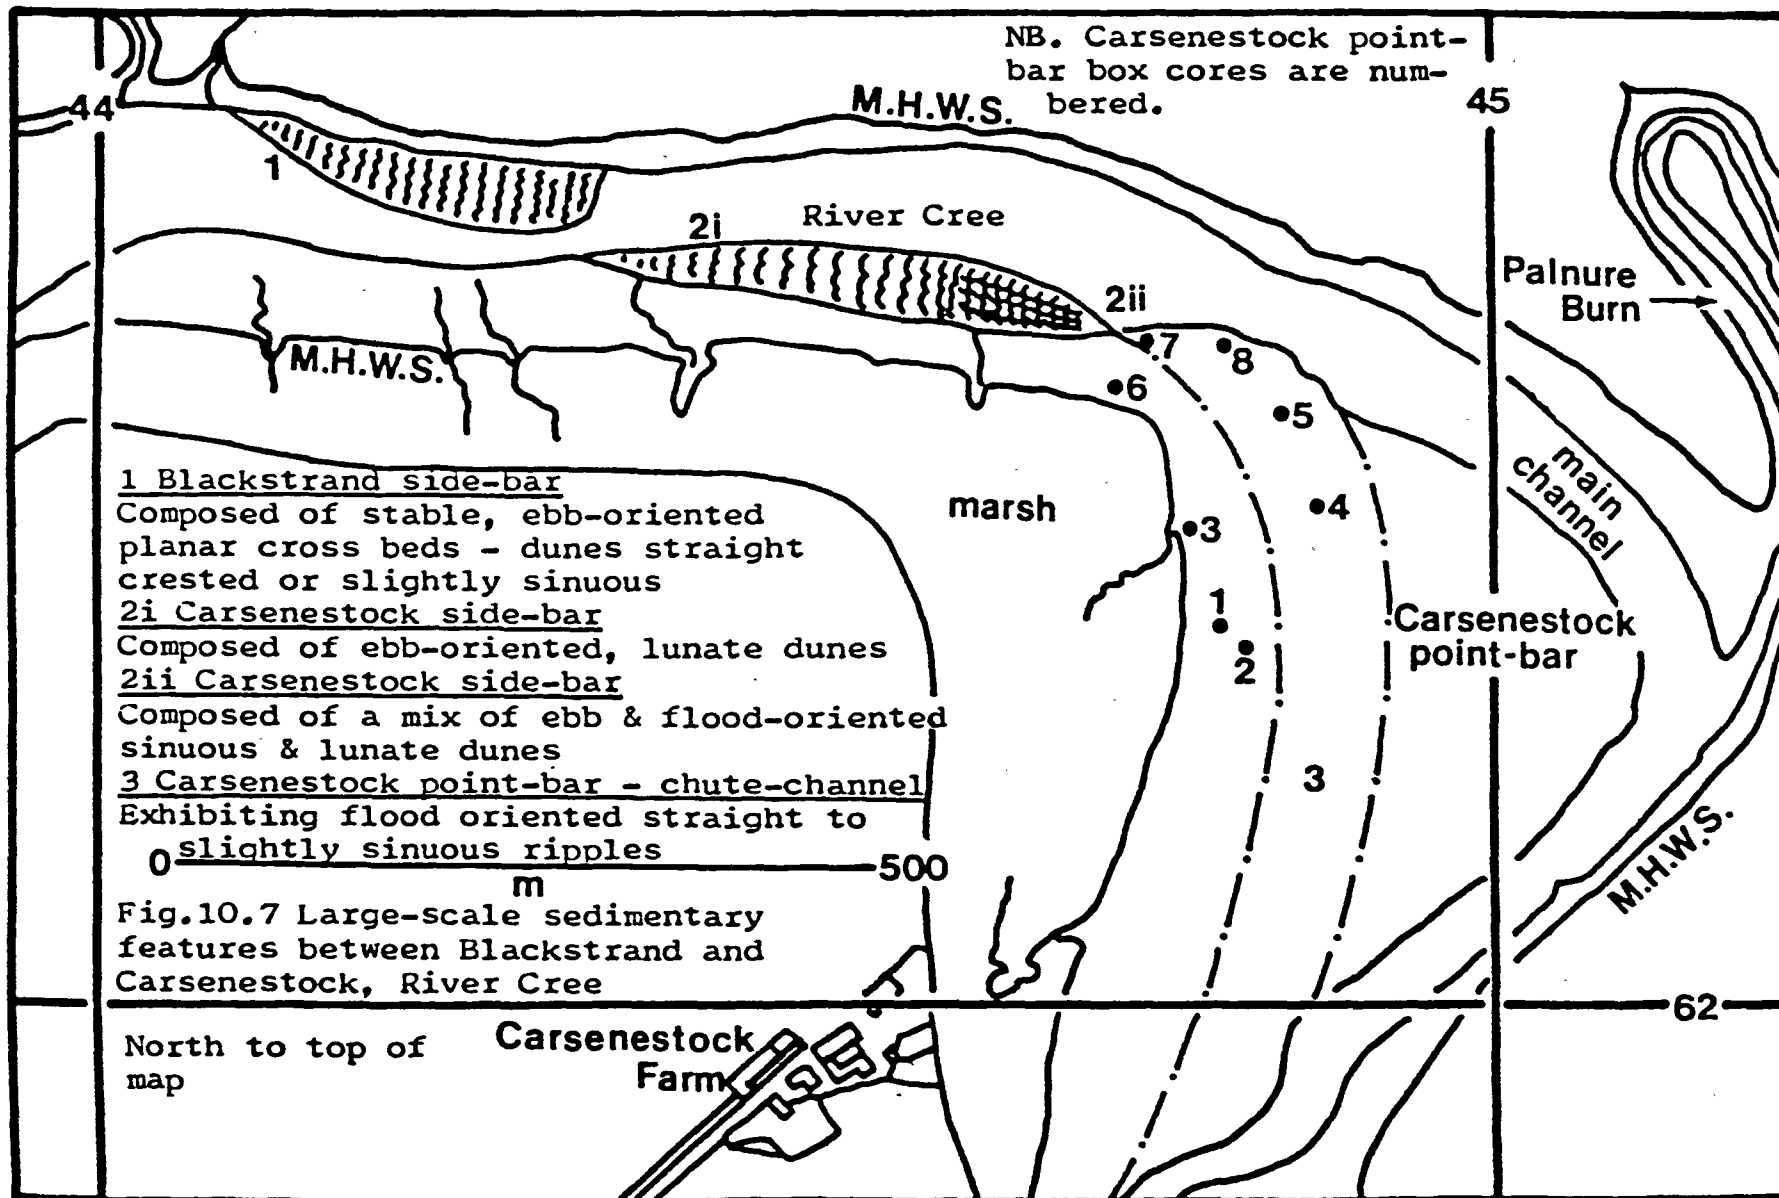 NB. Carsenestock point-
bar box cores are num-
bered.
44
M.H.W.S.
45
1
2i
River Cree
Palnure
Burn
2ii
7
8
M.H.W.S.
6
5
main
channel
1 Blackstrand side-bar
Composed of stable, ebb-oriented
planar cross beds - dunes straight
crested or slightly sinuous
2i Carsenestock side-bar
Composed of ebb-oriented, lunate dunes
2ii Carsenestock side-bar
Composed of a mix of ebb & flood-oriented
sinuous & lunate dunes
3 Carsenestock point-bar - chute-channel
Exhibiting flood oriented straight to
slightly sinuous ripples
marsh
4
3
1
2
Carsenestock
point-bar
3
M.H.W.S.
0 500
m
Fig.10.7 Large-scale sedimentary
features between Blackstrand and
Carsenestock, River Cree
62
North to top of
map
Carsenestock
Farm